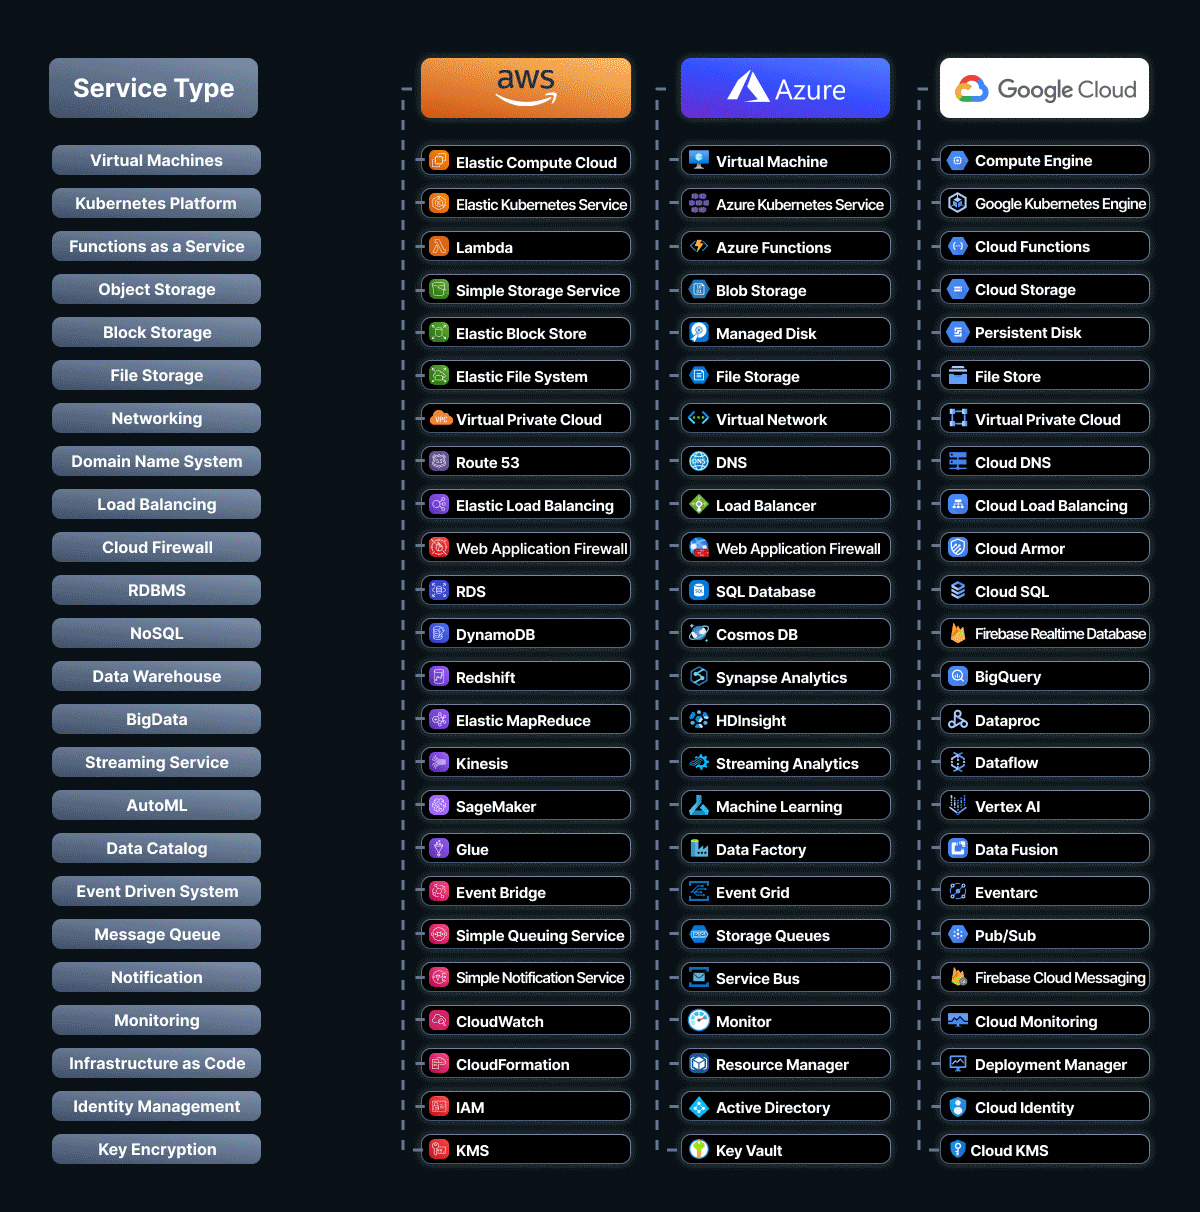 Service Type aws Azure Google Cloud
Virtual Machines Elastic Compute Cloud Virtual Machine Compute Engine
Kubernetes Platform Elastic Kubernetes Service Azure Kubernetes Service Google Kubernetes Engine
Functions as a Service Lambda Azure Functions Cloud Functions
Object Storage Simple Storage Service Blob Storage Cloud Storage
Block Storage Elastic Block Store Managed Disk Persistent Disk
File Storage Elastic File System File Storage File Store
Networking VPC Virtual Private Cloud Virtual Network Virtual Private Cloud
Domain Name System Route 53 DNS Cloud DNS
Load Balancing Elastic Load Balancing Load Balancer Cloud Load Balancing
Cloud Firewall Web Application Firewall Web Application Firewall Cloud Armor
RDBMS RDS SQL Database Cloud SQL
NoSQL DynamoDB Cosmos DB Firebase Realtime Database
Data Warehouse Redshift Synapse Analytics BigQuery
BigData Elastic MapReduce HDInsight Dataproc
Streaming Service Kinesis Streaming Analytics Dataflow
AutoML SageMaker Machine Learning Vertex AI
Data Catalog Glue Data Factory Data Fusion
Event Driven System Event Bridge Event Grid Eventarc
Message Queue Simple Queuing Service Storage Queues Pub/Sub
Notification Simple Notification Service Service Bus Firebase Cloud Messaging
Monitoring CloudWatch Monitor Cloud Monitoring
Infrastructure as Code CloudFormation Resource Manager Deployment Manager
Identity Management IAM Active Directory Cloud Identity
Key Encryption KMS Key Vault Cloud KMS